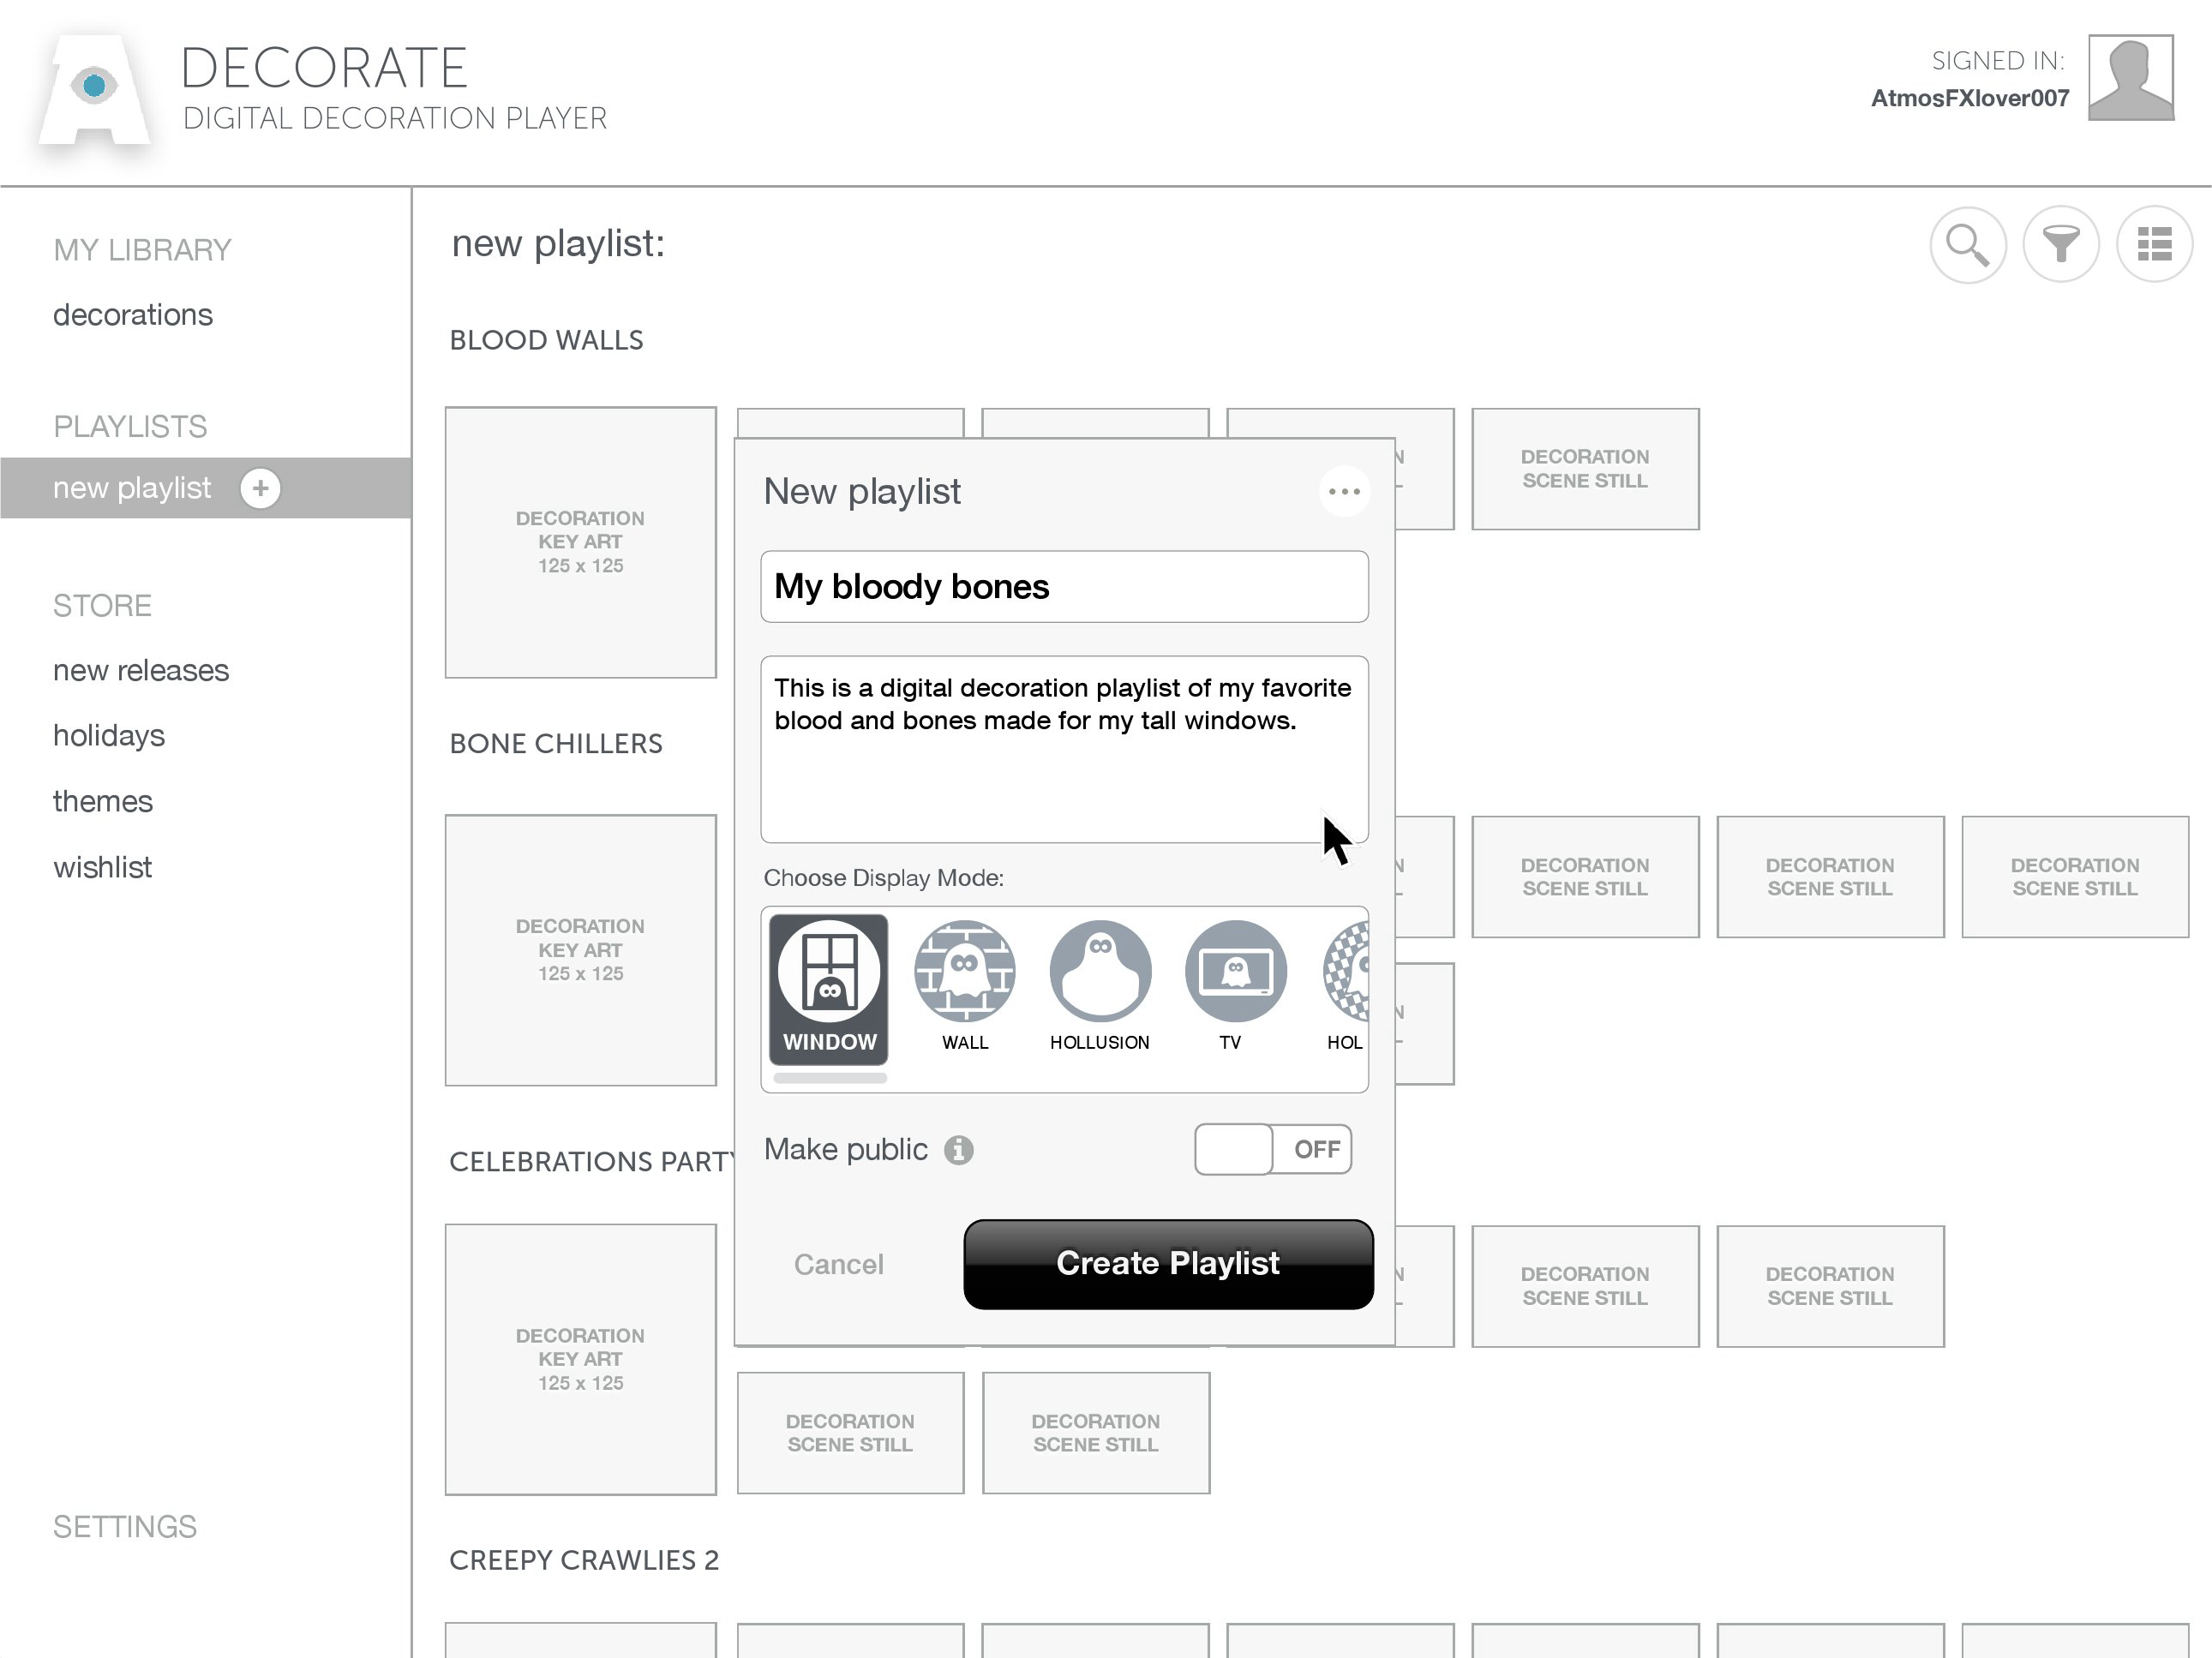 DECORATE
DIGITAL DECORATION PLAYER
SIGNED IN:
AtmosFXlover007
MY LIBRARY
decorations
PLAYLISTS
new playlist +
STORE
new releases
holidays
themes
wishlist
SETTINGS
new playlist:
BLOOD WALLS
DECORATION
KEY ART
125 x 125
DECORATION
SCENE STILL
BONE CHILLERS
DECORATION
KEY ART
125 x 125
DECORATION
SCENE STILL
DECORATION
SCENE STILL
DECORATION
SCENE STILL
CELEBRATIONS PARTY
DECORATION
KEY ART
125 x 125
DECORATION
SCENE STILL
DECORATION
SCENE STILL
DECORATION
SCENE STILL
DECORATION
SCENE STILL
CREEPY CRAWLIES 2
New playlist
My bloody bones
This is a digital decoration playlist of my favorite
blood and bones made for my tall windows.
Choose Display Mode:
WINDOW
WALL
HOLLUSION
TV
HOL
Make public
OFF
Cancel
Create Playlist